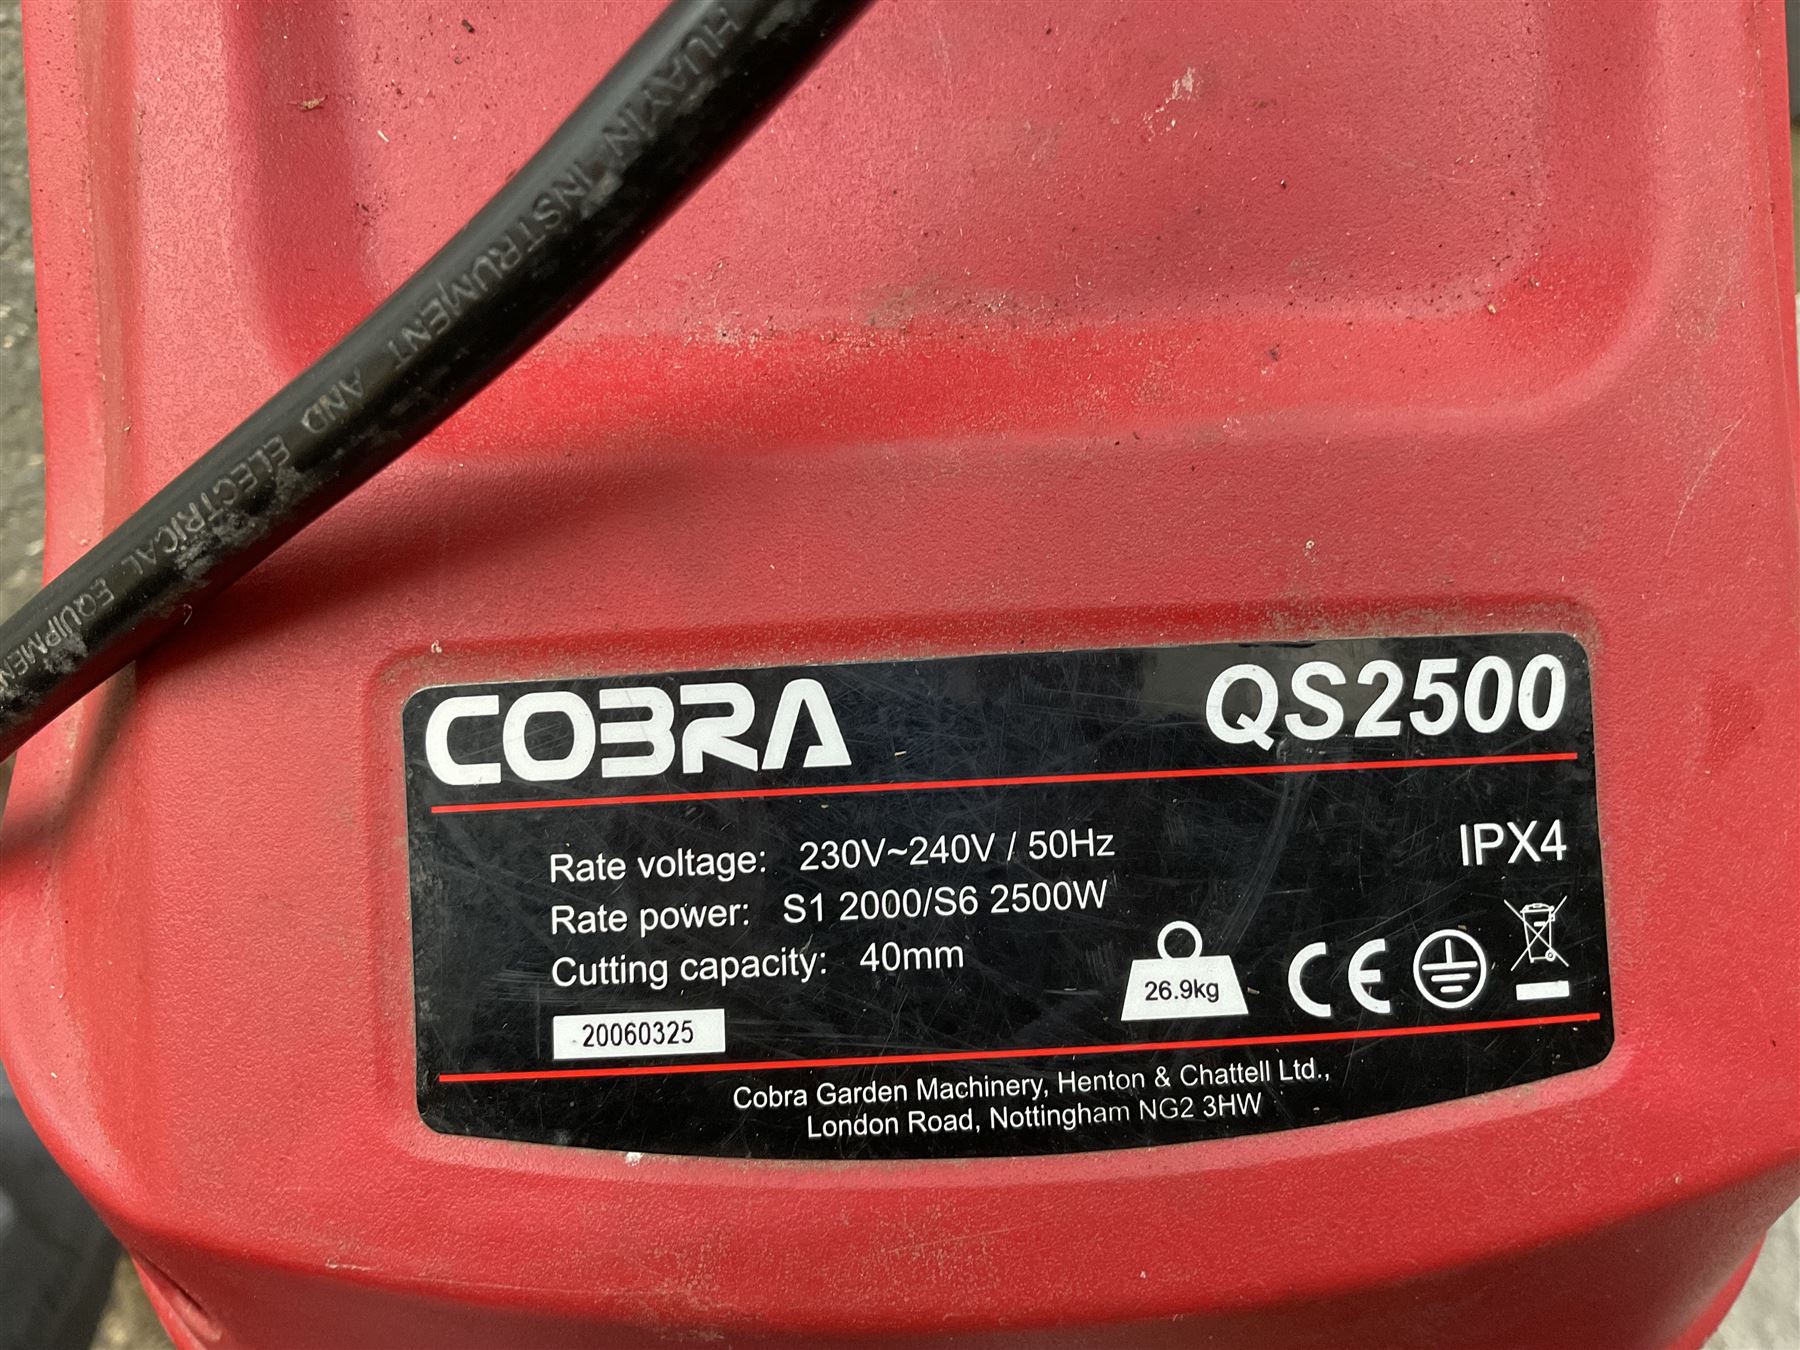 HUAYIN INSTRUMENT AND ELECTRICAL EQUIPMENT
COBRA
QS2500
Rate voltage: 230V~240V / 50Hz
IPX4
Rate power: S1 2000/S6 2500W
Cutting capacity: 40mm
26.9kg
CE
20060325
Cobra Garden Machinery, Henton & Chattell Ltd.,
London Road, Nottingham NG2 3HW